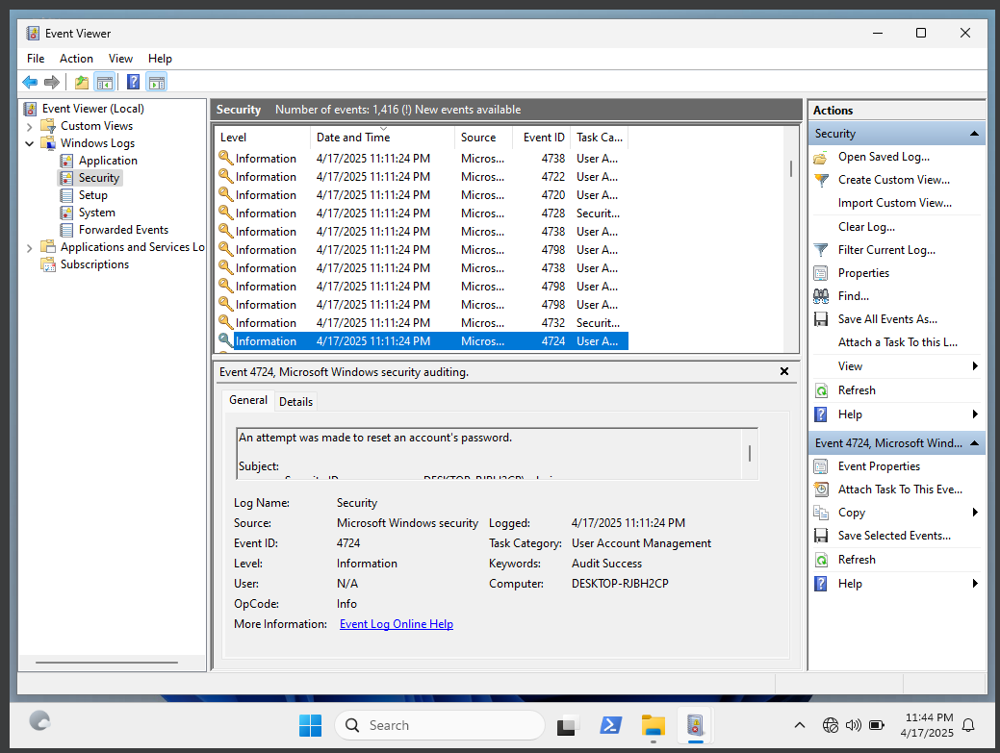 Event Viewer
File Action View Help
Event Viewer (Local)
Custom Views
Windows Logs
Application
Security
Setup
System
Forwarded Events
Applications and Services Lo
Subscriptions
Security Number of events: 1,416 (!) New events available
Level Date and Time Source Event ID Task Ca...
Information 4/17/2025 11:11:24 PM Micros... 4738 User A...
Information 4/17/2025 11:11:24 PM Micros... 4722 User A...
Information 4/17/2025 11:11:24 PM Micros... 4720 User A...
Information 4/17/2025 11:11:24 PM Micros... 4728 Securit...
Information 4/17/2025 11:11:24 PM Micros... 4738 User A...
Information 4/17/2025 11:11:24 PM Micros... 4798 User A...
Information 4/17/2025 11:11:24 PM Micros... 4738 User A...
Information 4/17/2025 11:11:24 PM Micros... 4798 User A...
Information 4/17/2025 11:11:24 PM Micros... 4798 User A...
Information 4/17/2025 11:11:24 PM Micros... 4732 Securit...
Information 4/17/2025 11:11:24 PM Micros... 4724 User A...
Event 4724, Microsoft Windows security auditing.
General Details
An attempt was made to reset an account's password.
Subject:
Log Name: Security
Source: Microsoft Windows security Logged: 4/17/2025 11:11:24 PM
Event ID: 4724 Task Category: User Account Management
Level: Information Keywords: Audit Success
User: N/A Computer: DESKTOP-RJBH2CP
OpCode: Info
More Information: Event Log Online Help
Actions
Security
Open Saved Log...
Create Custom View...
Import Custom View...
Clear Log...
Filter Current Log...
Properties
Find...
Save All Events As...
Attach a Task To this L...
View
Refresh
Help
Event 4724, Microsoft Wind...
Event Properties
Attach Task To This Eve...
Copy
Save Selected Events...
Refresh
Help
Search
11:44 PM
4/17/2025